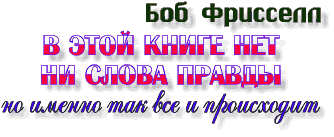 Боб Фрисселл
В ЭТОЙ КНИГЕ НЕТ
НИ СЛОВА ПРАВДЫ
но именно так все и происходит